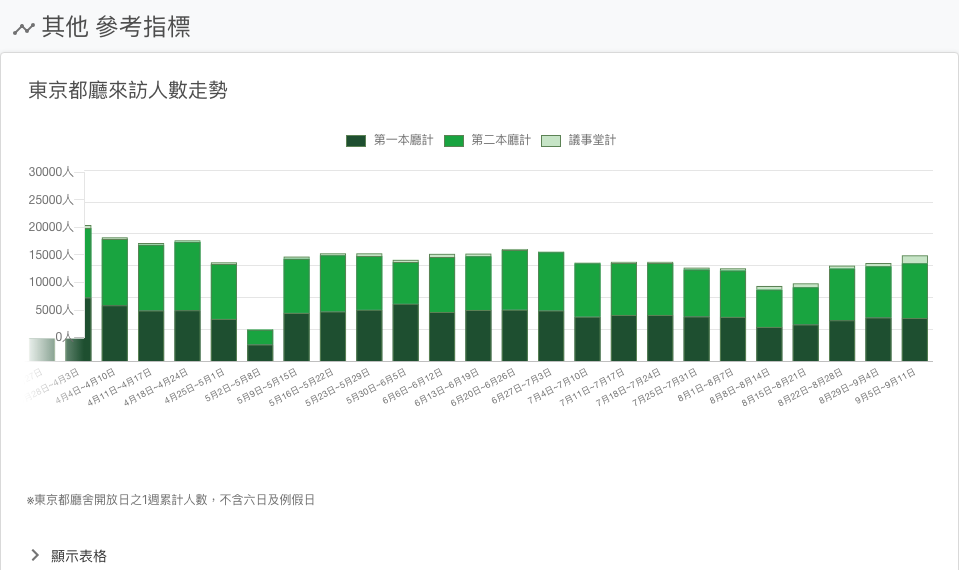 其他 參考指標
東京都廳來訪人數走勢
第一本廳計 第二本廳計 議事堂計
30000人
25000人
20000人
15000人
10000人
5000人
0人
28日~4月3日
4月4日~4月10日
4月11日~4月17日
4月18日~4月24日
4月25日~5月1日
5月2日~5月8日
5月9日~5月15日
5月16日~5月22日
5月23日~5月29日
5月30日~6月5日
6月6日~6月12日
6月13日~6月19日
6月20日~6月26日
6月27日~7月3日
7月4日~7月10日
7月11日~7月17日
7月18日~7月24日
7月25日~7月31日
8月1日~8月7日
8月8日~8月14日
8月15日~8月21日
8月22日~8月28日
8月29日~9月4日
9月5日~9月11日
※東京都廳舍開放日之1週累計人數，不含六日及例假日
顯示表格